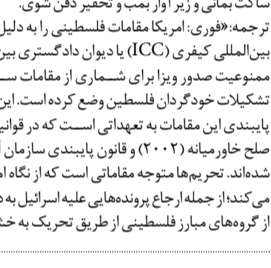 ساکت بمانی و زیر آوار بمب و تحقیر دفن شوی.
ترجمه:«فوری: امریکا مقامات فلسطینی را به دلیل
بین‌المللی کیفری (ICC) یا دیوان دادگستری بین
ممنوعیت صدور ویزا برای شــماری از مقامات
تشکیلات خودگردان فلسطین وضع کرده است. این
پایبندی این مقامات به تعهداتی اســت که در
صلح خاورمیانه (۲۰۰۲) و قانون پایبندی سازمان
شده‌اند. تحریم‌ها متوجه مقاماتی است که از نگاه
می‌کند؛ از جمله ارجاع پرونده‌هایی علیه اسرائیل به
از گروه‌های مبارز فلسطینی از طریق تحریک به